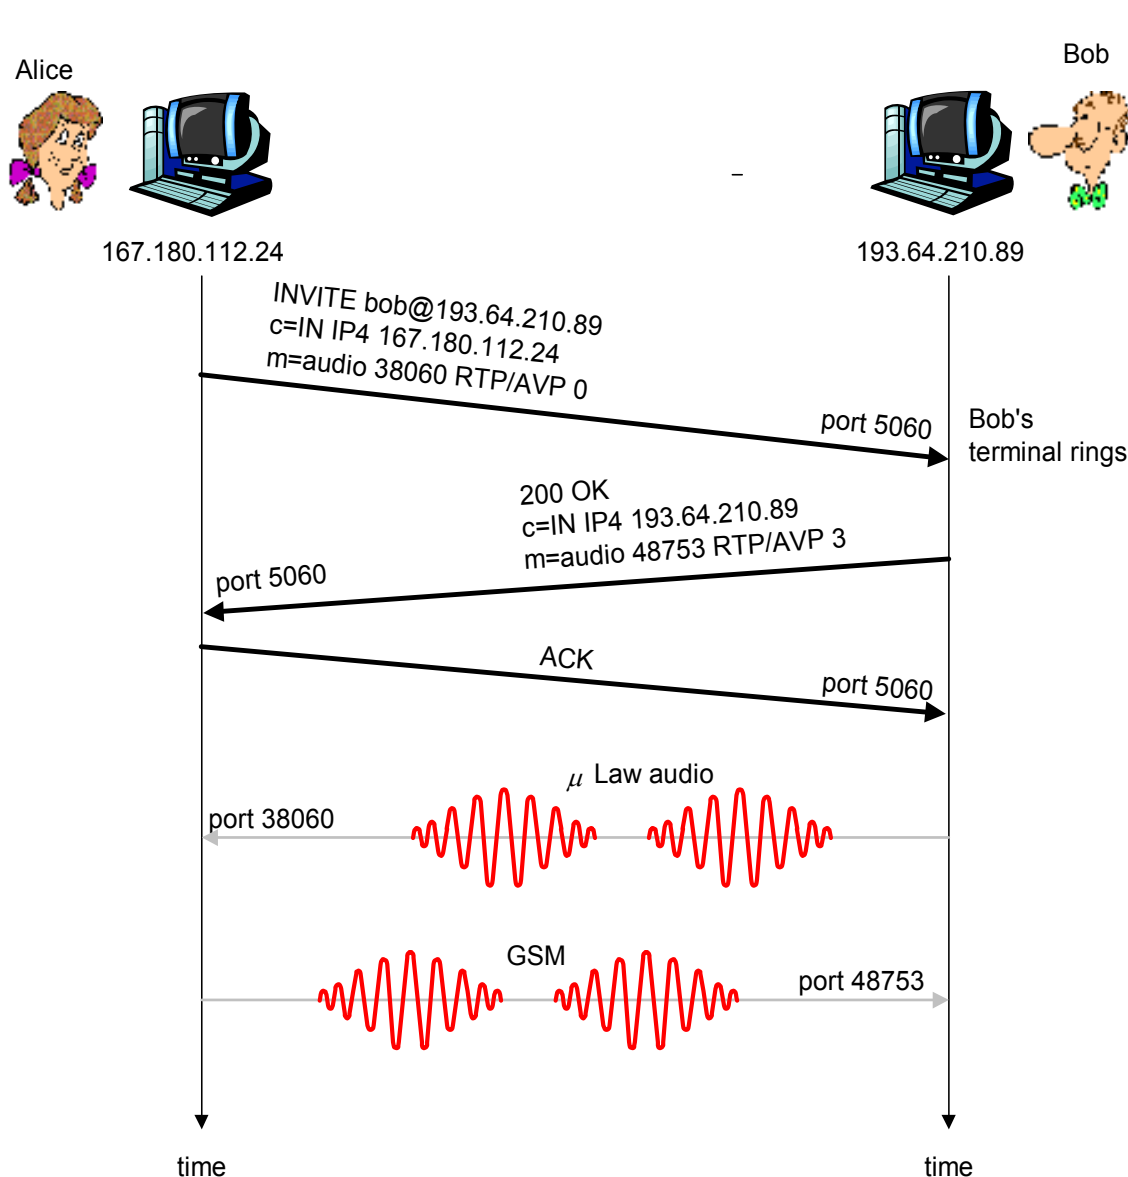 Alice
Bob
167.180.112.24
193.64.210.89
INVITE bob@193.64.210.89
c=IN IP4 167.180.112.24
m=audio 38060 RTP/AVP 0
port 5060
Bob's
terminal rings
200 OK
c=IN IP4 193.64.210.89
m=audio 48753 RTP/AVP 3
port 5060
ACK
port 5060
μ Law audio
port 38060
GSM
port 48753
time
time